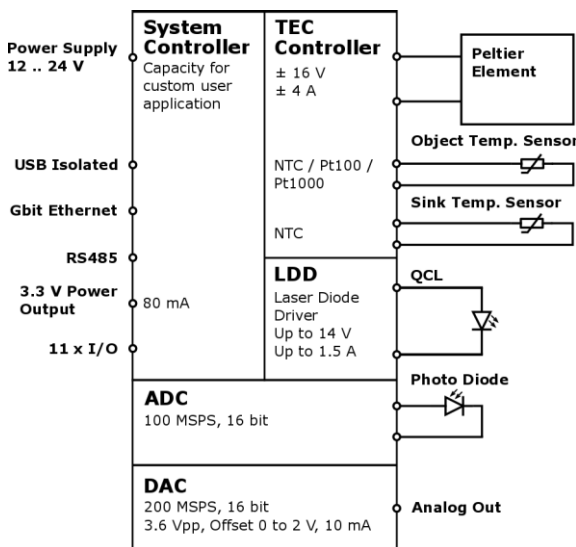 Power Supply
12 .. 24 V
USB Isolated
Gbit Ethernet
RS485
3.3 V Power
Output
11 x I/O
System
Controller
Capacity for
custom user
application
80 mA
TEC
Controller
± 16 V
± 4 A
NTC / Pt100 /
Pt1000
NTC
LDD
Laser Diode
Driver
Up to 14 V
Up to 1.5 A
ADC
100 MSPS, 16 bit
DAC
200 MSPS, 16 bit
3.6 Vpp, Offset 0 to 2 V, 10 mA
Peltier
Element
Object Temp. Sensor
Sink Temp. Sensor
QCL
Photo Diode
Analog Out